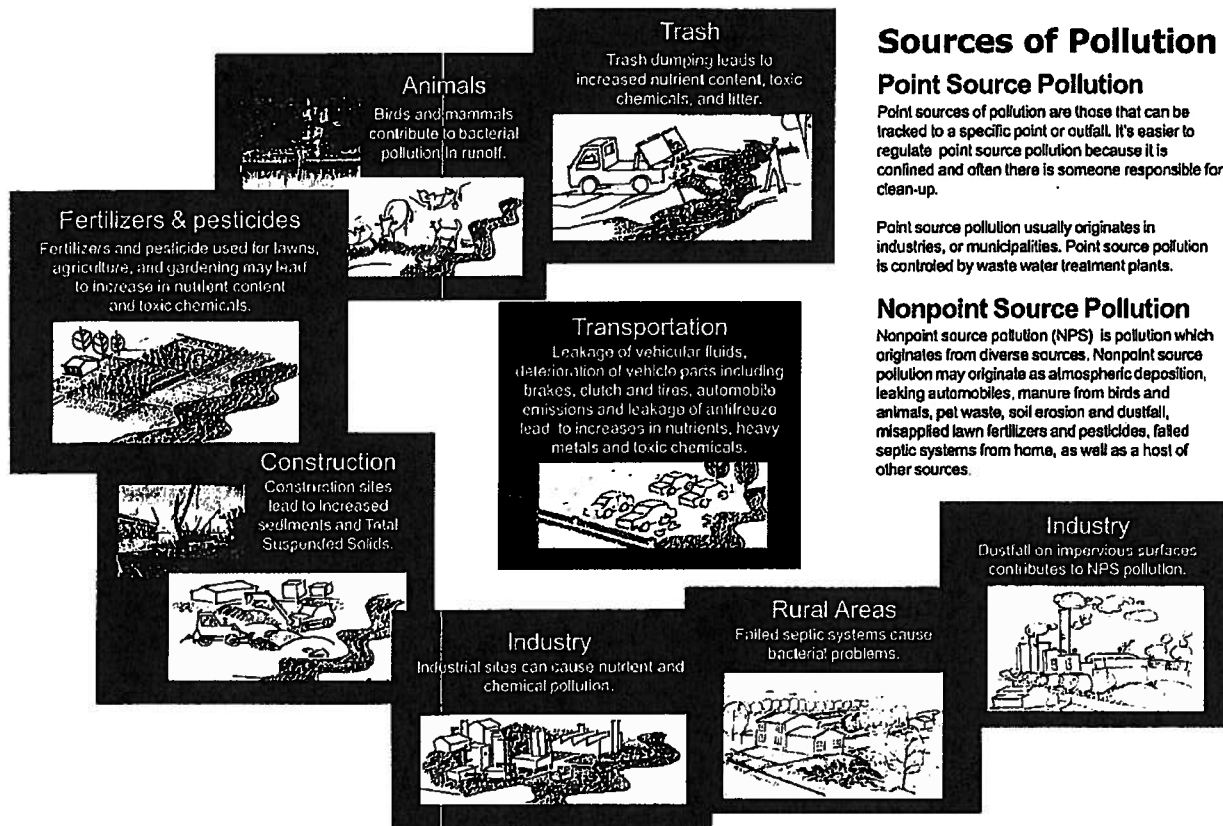 Trash
Trash dumping leads to
increased nutrient content, toxic
chemicals, and litter.
Animals
Birds and mammals
contribute to bacterial
pollution in runoff.
Fertilizers & pesticides
Fertilizers and pesticide used for lawns,
agriculture, and gardening may lead
to increase in nutrient content
and toxic chemicals.
Transportation
Leakage of vehicular fluids,
deterioration of vehicle parts including
brakes, clutch and tires, automobile
emissions and leakage of antifreeze
lead to increases in nutrients, heavy
metals and toxic chemicals.
Construction
Construction sites
lead to increased
sediments and Total
Suspended Solids.
Industry
Industrial sites can cause nutrient and
chemical pollution.
Rural Areas
Failed septic systems cause
bacterial problems.
Industry
Dustfall on impervious surfaces
contributes to NPS pollution.
Sources of Pollution
Point Source Pollution
Point sources of pollution are those that can be
tracked to a specific point or outfall. It's easier to
regulate point source pollution because it is
confined and often there is someone responsible for
clean-up.
Point source pollution usually originates in
industries, or municipalities. Point source pollution
is controled by waste water treatment plants.
Nonpoint Source Pollution
Nonpoint source pollution (NPS) is pollution which
originates from diverse sources. Nonpoint source
pollution may originate as atmospheric deposition,
leaking automobiles, manure from birds and
animals, pet waste, soil erosion and dustfall,
misapplied lawn fertilizers and pesticides, failed
septic systems from home, as well as a host of
other sources.